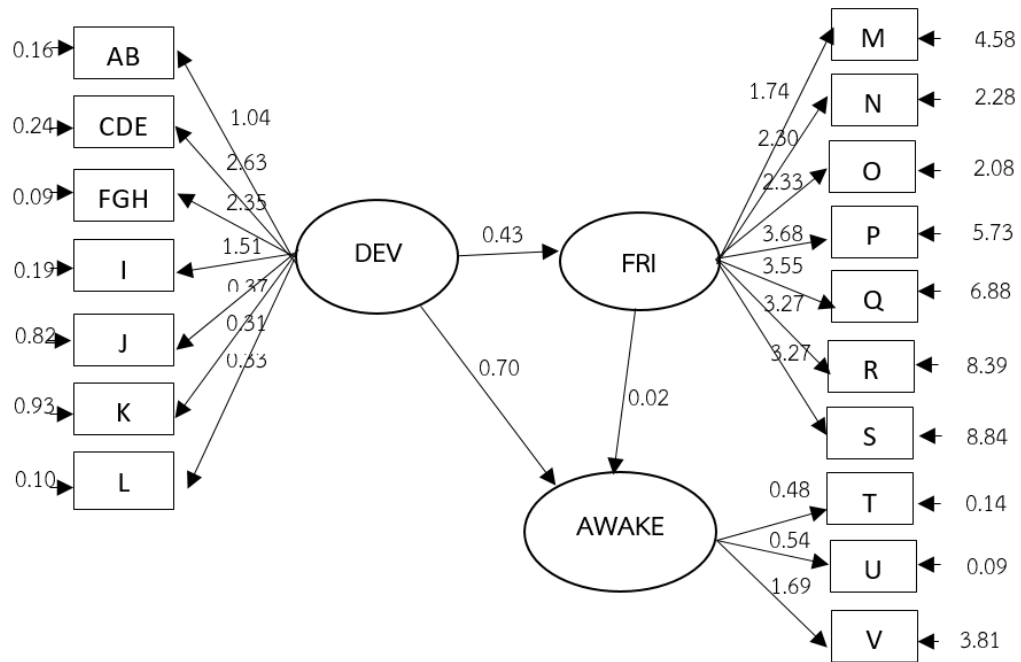 0.16
AB
0.24
CDE
0.09
FGH
0.19
I
0.82
J
0.93
K
0.10
L
1.04
2.63
2.35
1.51
0.37
0.31
0.33
DEV
0.43
FRI
0.70
0.02
AWAKE
1.74
2.30
2.33
3.68
3.55
3.27
3.27
M
4.58
N
2.28
O
2.08
P
5.73
Q
6.88
R
8.39
S
8.84
0.48
0.54
1.69
T
0.14
U
0.09
V
3.81